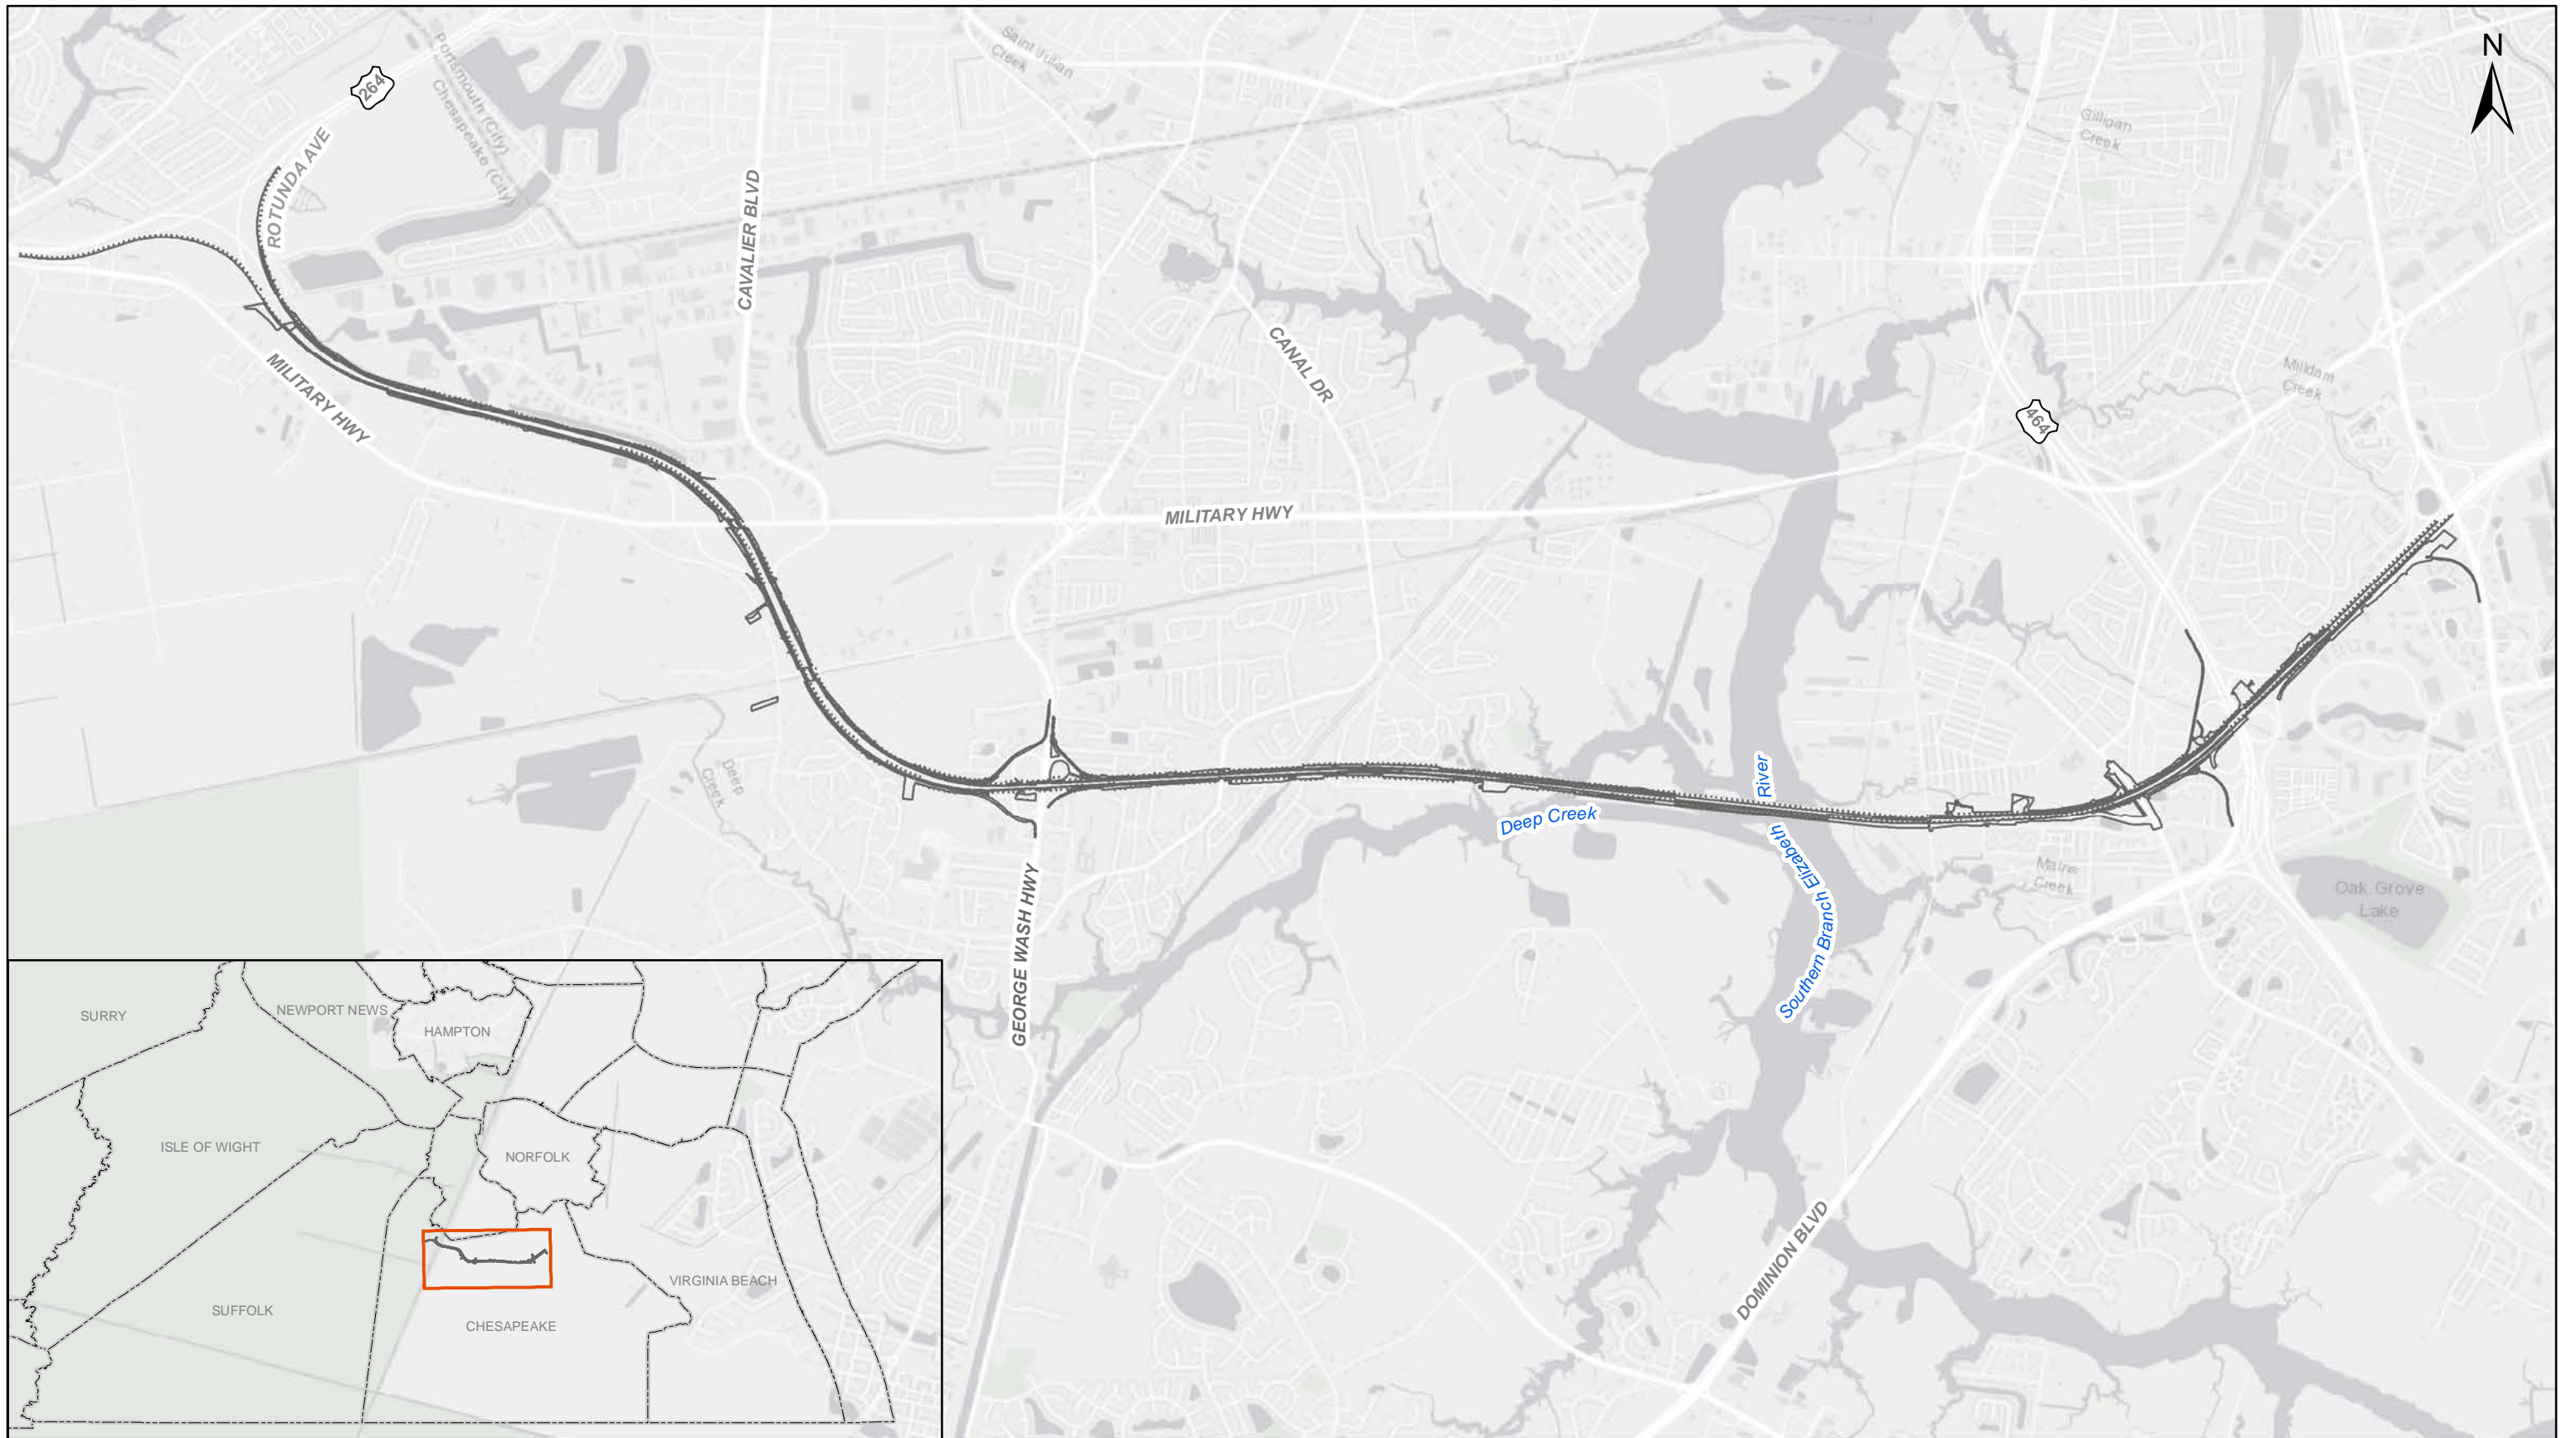 N
Saint Julian
Creek
Portsmouth (City)
Chesapeake (City)
264
Gilligan
Creek
ROTUNDA AVE
CAVALIER BLVD
CANAL DR
MILITARY HWY
Milldam
Creek
464
MILITARY HWY
Deep
Creek
River
Deep Creek
Southern Branch Elizabeth
Mains
Creek
Oak Grove
Lake
GEORGE WASH HWY
DOMINION BLVD
SURRY
NEWPORT NEWS
HAMPTON
ISLE OF WIGHT
NORFOLK
VIRGINIA BEACH
SUFFOLK
CHESAPEAKE